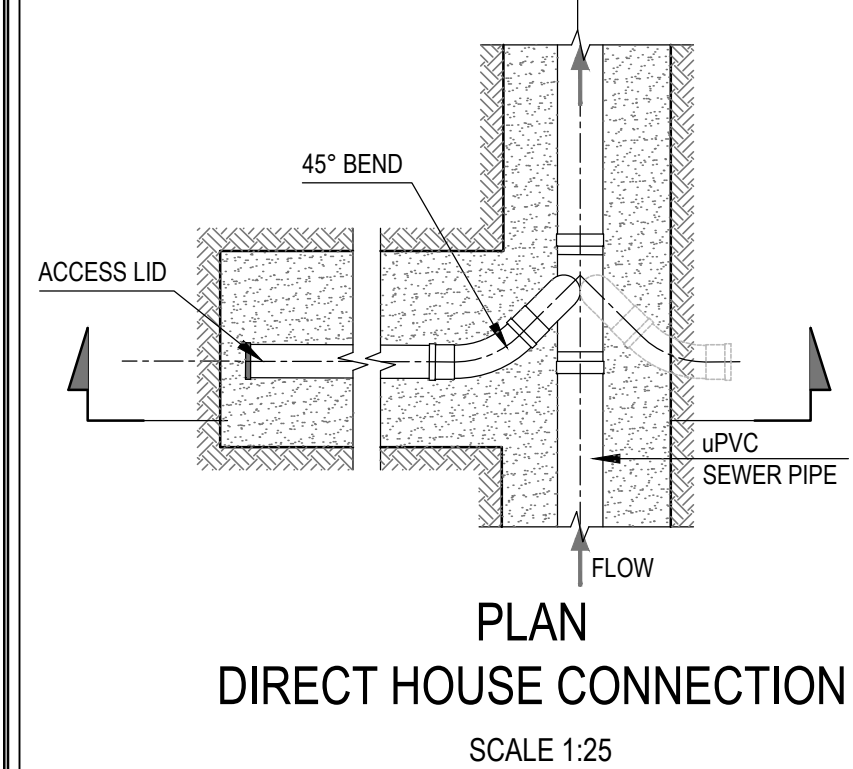 45° BEND
ACCESS LID
uPVC
SEWER PIPE
FLOW
PLAN
DIRECT HOUSE CONNECTION
SCALE 1:25